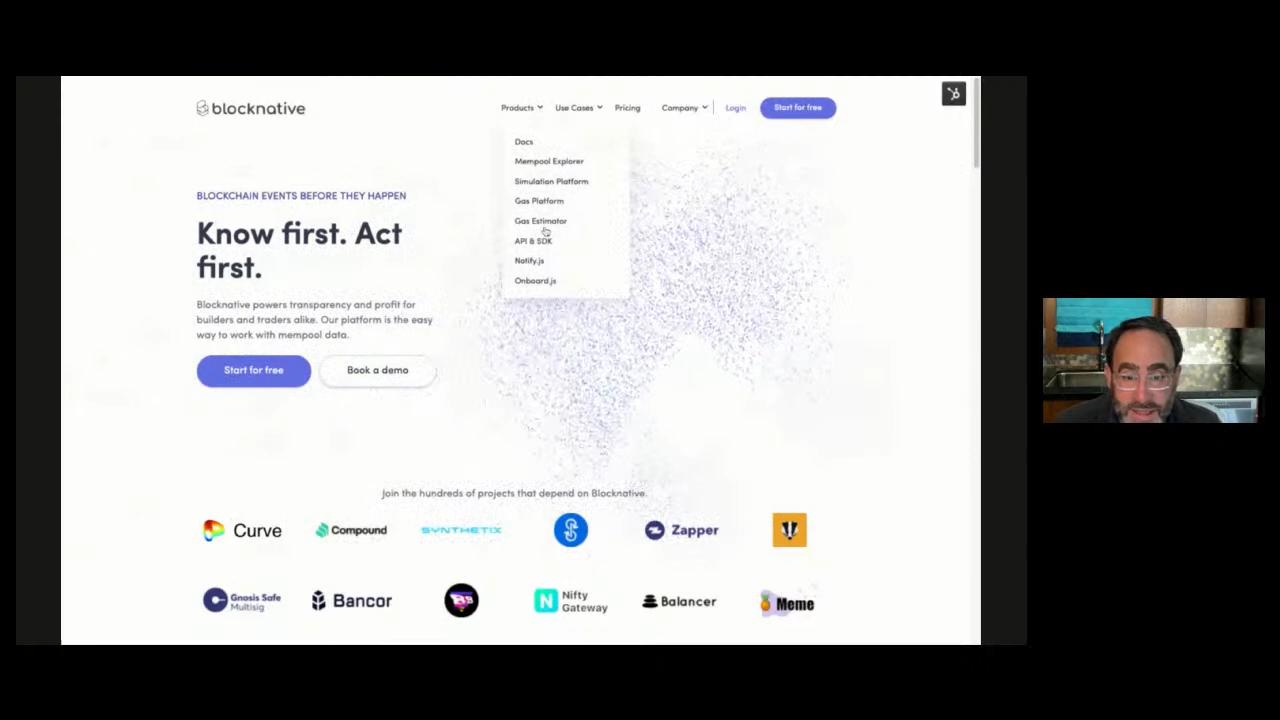 blocknative
Products
Use Cases
Pricing
Company
Login
Start for free
Docs
Mempool Explorer
Simulation Platform
Gas Platform
Gas Estimator
API & SDK
Notify.js
Onboard.js
BLOCKCHAIN EVENTS BEFORE THEY HAPPEN
Know first. Act
first.
Blocknative powers transparency and profit for
builders and traders alike. Our platform is the easy
way to work with mempool data.
Start for free
Book a demo
Join the hundreds of projects that depend on Blocknative.
Curve
Compound
SYNTHETIX
Zapper
Gnosis Safe
Multisig
Bancor
Nifty
Gateway
Balancer
Meme